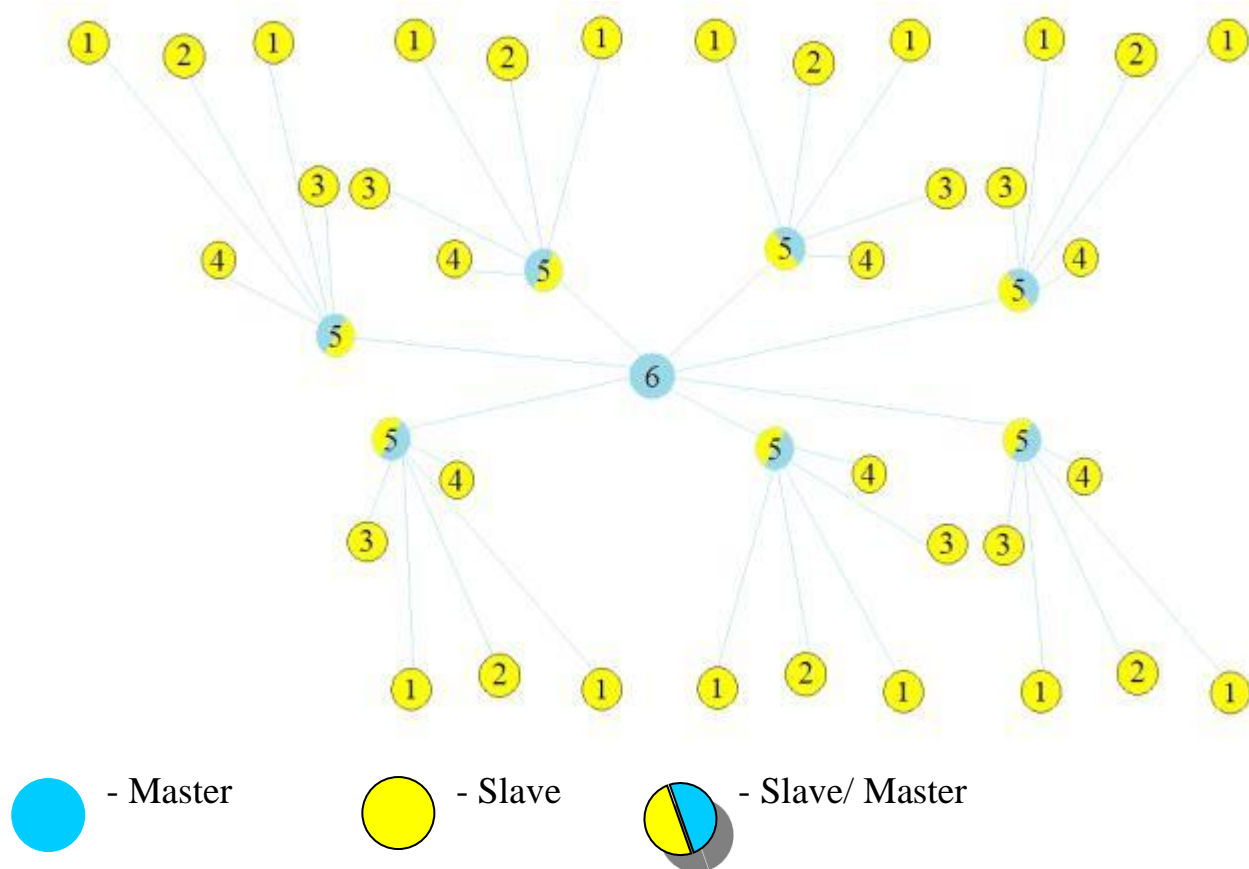 1 2 1 1 2 1 1 2 1 1 2 1
3 3 3 3
4 4 4 4
5 5 5 5
6
5 5 5
4 4 4
3 3 3
1 2 1 1 2 1 1 2 1
- Master - Slave - Slave/ Master